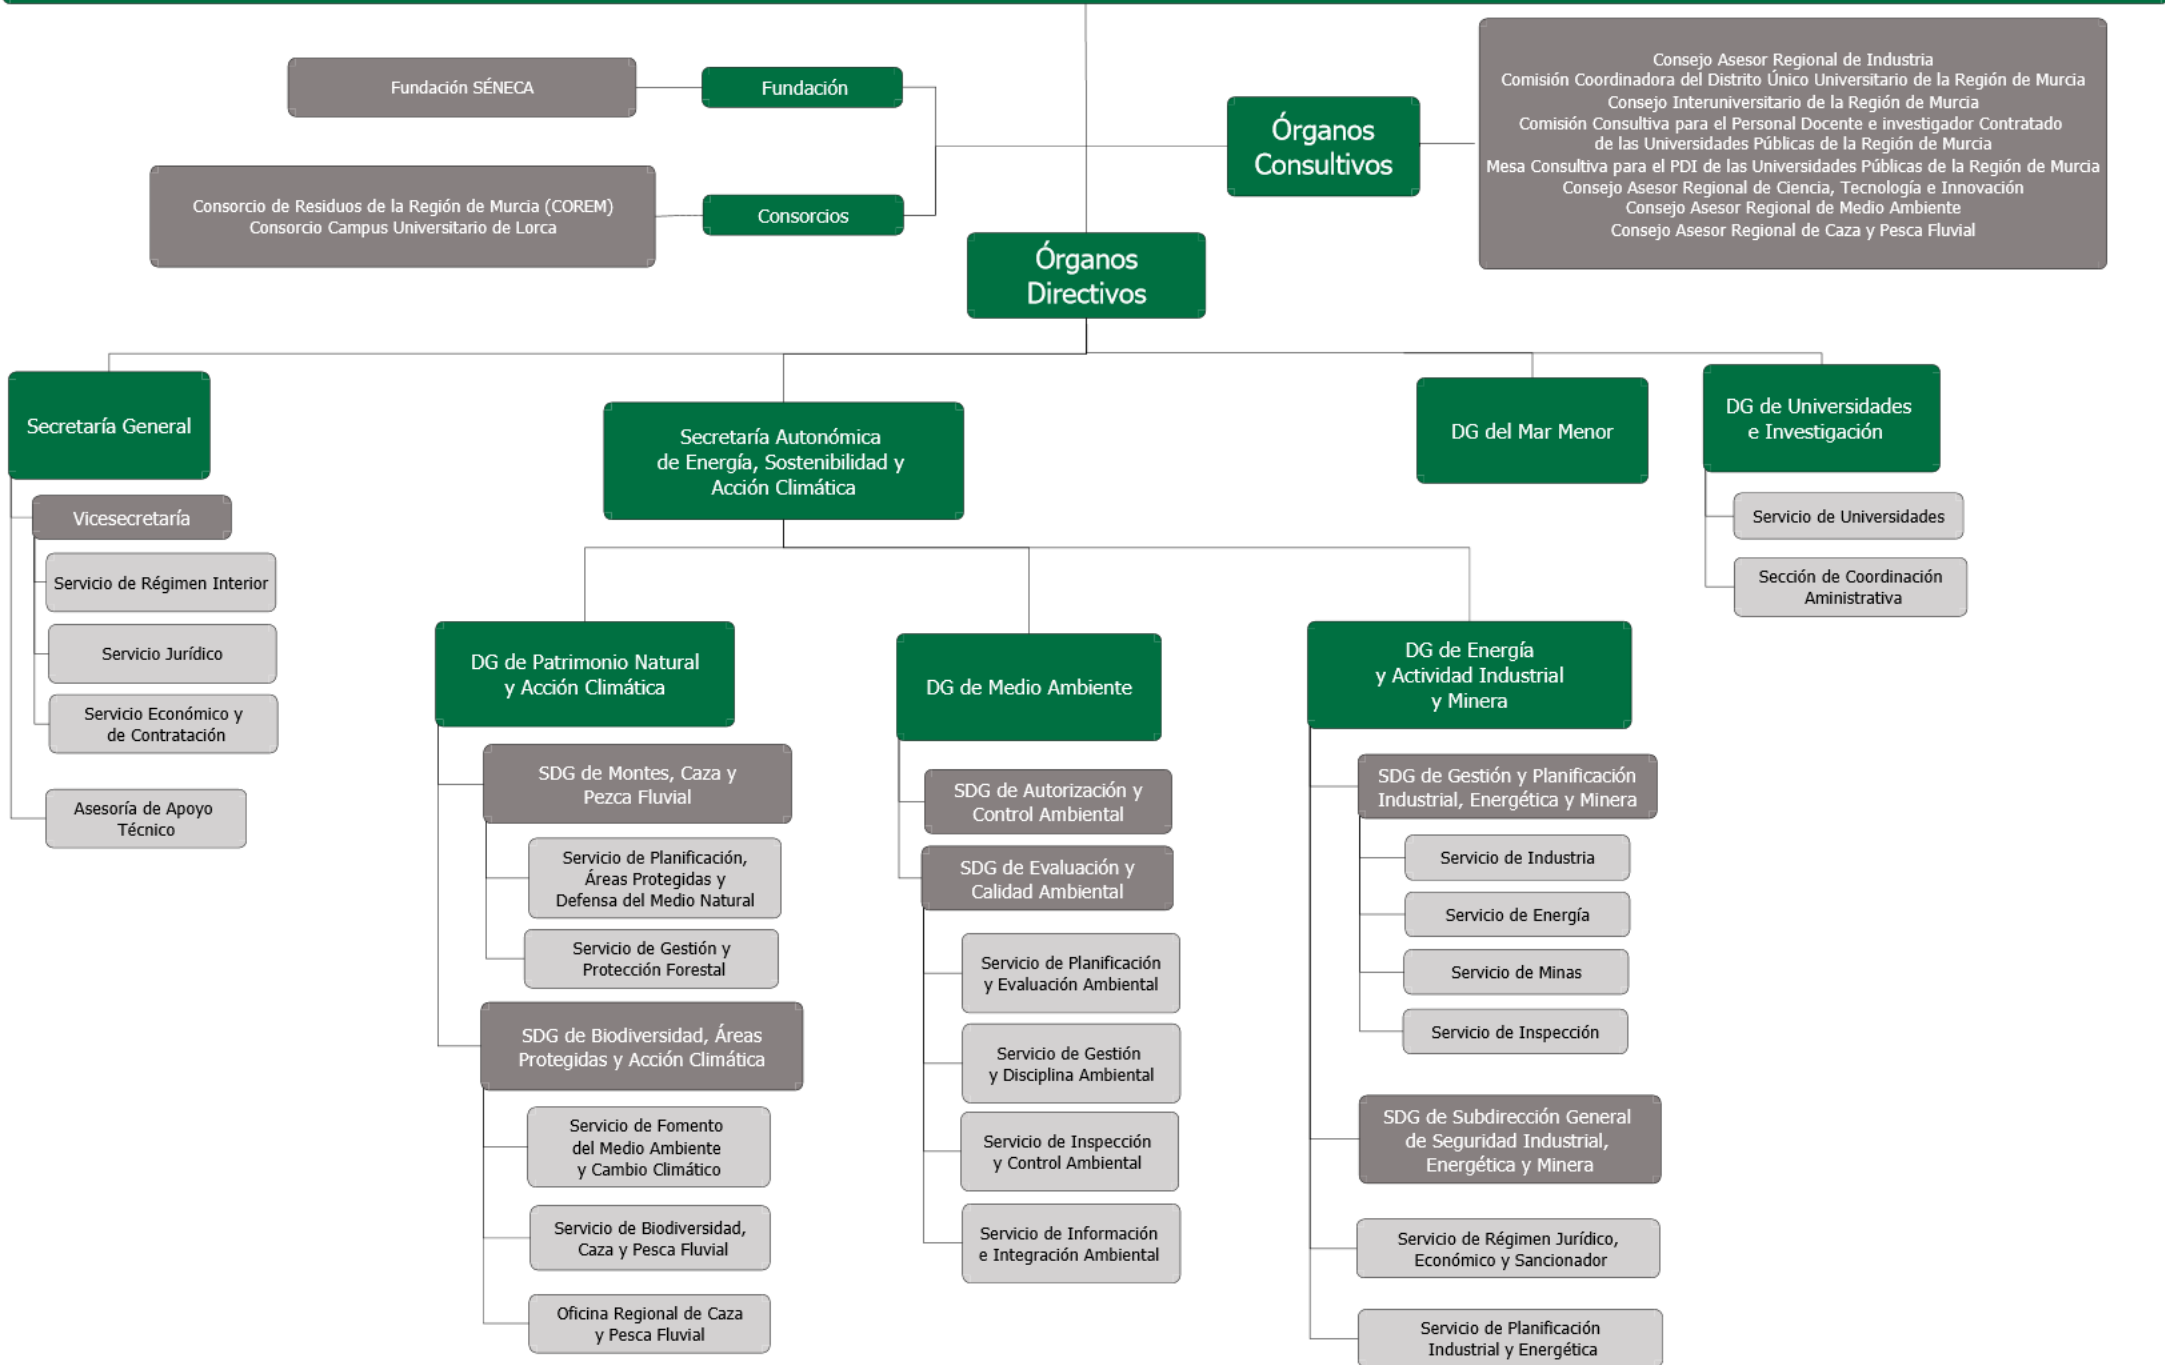 Fundación SÉNECA
Fundación
Consorcio de Residuos de la Región de Murcia (COREM)
Consorcio Campus Universitario de Lorca
Consorcios
Órganos
Consultivos
Consejo Asesor Regional de Industria
Comisión Coordinadora del Distrito Único Universitario de la Región de Murcia
Consejo Interuniversitario de la Región de Murcia
Comisión Consultiva para el Personal Docente e investigador Contratado
de las Universidades Públicas de la Región de Murcia
Mesa Consultiva para el PDI de las Universidades Públicas de la Región de Murcia
Consejo Asesor Regional de Ciencia, Tecnología e Innovación
Consejo Asesor Regional de Medio Ambiente
Consejo Asesor Regional de Caza y Pesca Fluvial
Órganos
Directivos
Secretaría General
Vicesecretaría
Servicio de Régimen Interior
Servicio Jurídico
Servicio Económico y
de Contratación
Asesoría de Apoyo
Técnico
Secretaría Autonómica
de Energía, Sostenibilidad y
Acción Climática
DG de Patrimonio Natural
y Acción Climática
SDG de Montes, Caza y
Pezca Fluvial
Servicio de Planificación,
Áreas Protegidas y
Defensa del Medio Natural
Servicio de Gestión y
Protección Forestal
SDG de Biodiversidad, Áreas
Protegidas y Acción Climática
Servicio de Fomento
del Medio Ambiente
y Cambio Climático
Servicio de Biodiversidad,
Caza y Pesca Fluvial
Oficina Regional de Caza
y Pesca Fluvial
DG de Medio Ambiente
SDG de Autorización y
Control Ambiental
SDG de Evaluación y
Calidad Ambiental
Servicio de Planificación
y Evaluación Ambiental
Servicio de Gestión
y Disciplina Ambiental
Servicio de Inspección
y Control Ambiental
Servicio de Información
e Integración Ambiental
DG de Energía
y Actividad Industrial
y Minera
SDG de Gestión y Planificación
Industrial, Energética y Minera
Servicio de Industria
Servicio de Energía
Servicio de Minas
Servicio de Inspección
SDG de Subdirección General
de Seguridad Industrial,
Energética y Minera
Servicio de Régimen Jurídico,
Económico y Sancionador
Servicio de Planificación
Industrial y Energética
DG del Mar Menor
DG de Universidades
e Investigación
Servicio de Universidades
Sección de Coordinación
Aministrativa